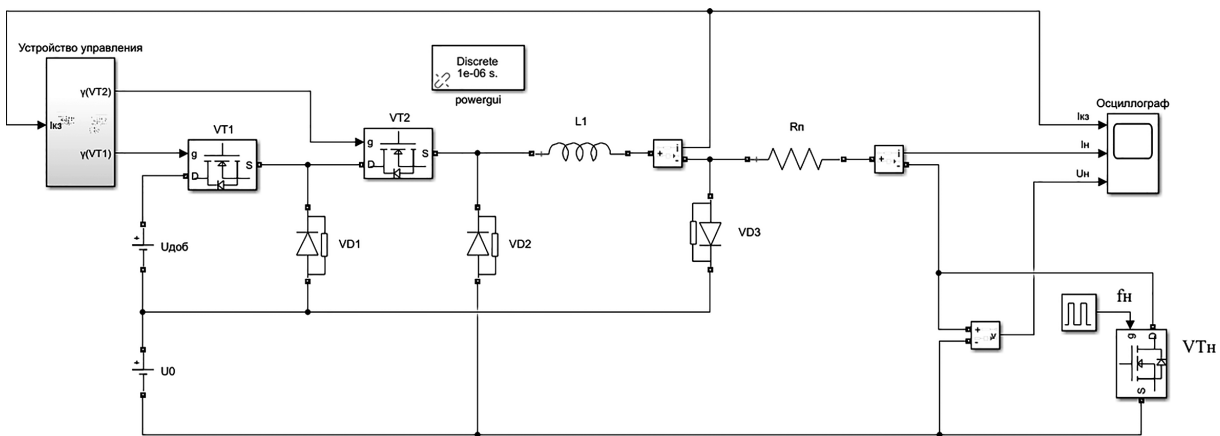 Устройство управления
γ(VT2)
Iкз
γ(VT1)
g
D
S
VT1
g
D
S
VT2
Discrete
1e-06 s.
powergui
L1
+
i
-
Rп
+
i
-
Осциллограф
Iкз
Iн
Uн
+
Uдоб
VD1
VD2
VD3
+
U0
+
-
v
fн
g
D
S
VTн